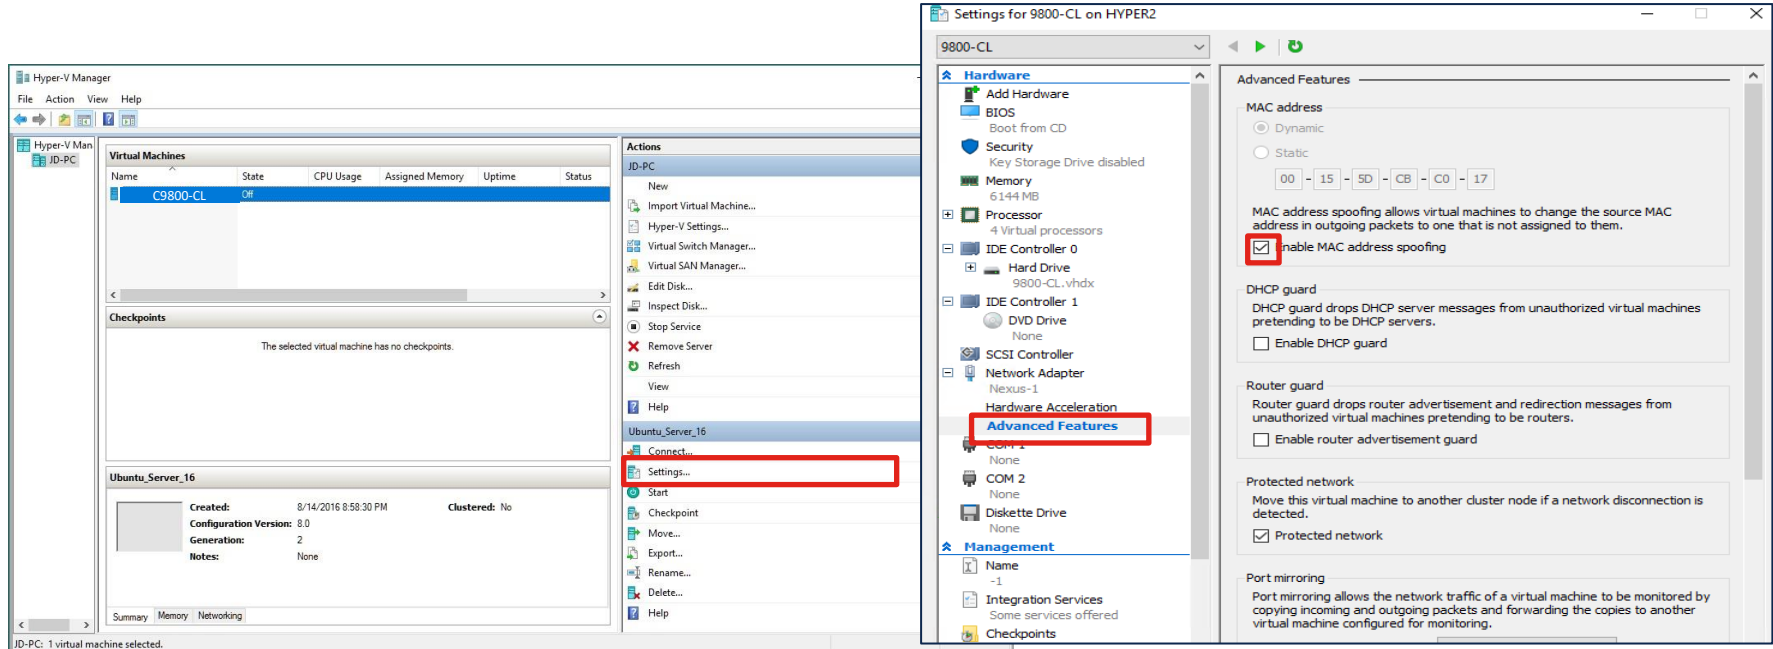 Hyper-V Manager
File Action View Help
Hyper-V Man
JD-PC
Virtual Machines
Name State CPU Usage Assigned Memory Uptime Status
C9800-CL Off
Checkpoints
The selected virtual machine has no checkpoints.
Ubuntu_Server_16
Created: 8/14/2016 8:58:30 PM Clustered: No
Configuration Version: 8.0
Generation: 2
Notes: None
Summary Memory Networking
JD-PC: 1 virtual machine selected.
Actions
JD-PC
New
Import Virtual Machine...
Hyper-V Settings...
Virtual Switch Manager...
Virtual SAN Manager...
Edit Disk...
Inspect Disk...
Stop Service
Remove Server
Refresh
View
Help
Ubuntu_Server_16
Connect...
Settings...
Start
Checkpoint
Move...
Export...
Rename...
Delete...
Help
Settings for 9800-CL on HYPER2
9800-CL
Hardware
Add Hardware
BIOS
Boot from CD
Security
Key Storage Drive disabled
Memory
6144 MB
Processor
4 Virtual processors
IDE Controller 0
Hard Drive
9800-CL.vhdx
IDE Controller 1
DVD Drive
None
SCSI Controller
Network Adapter
Nexus-1
Hardware Acceleration
Advanced Features
COM 1
None
COM 2
None
Diskette Drive
None
Management
Name
-1
Integration Services
Some services offered
Checkpoints
Advanced Features
MAC address
Dynamic
Static
00 - 15 - 5D - CB - C0 - 17
MAC address spoofing allows virtual machines to change the source MAC
address in outgoing packets to one that is not assigned to them.
Enable MAC address spoofing
DHCP guard
DHCP guard drops DHCP server messages from unauthorized virtual machines
pretending to be DHCP servers.
Enable DHCP guard
Router guard
Router guard drops router advertisement and redirection messages from
unauthorized virtual machines pretending to be routers.
Enable router advertisement guard
Protected network
Move this virtual machine to another cluster node if a network disconnection is
detected.
Protected network
Port mirroring
Port mirroring allows the network traffic of a virtual machine to be monitored by
copying incoming and outgoing packets and forwarding the copies to another
virtual machine configured for monitoring.